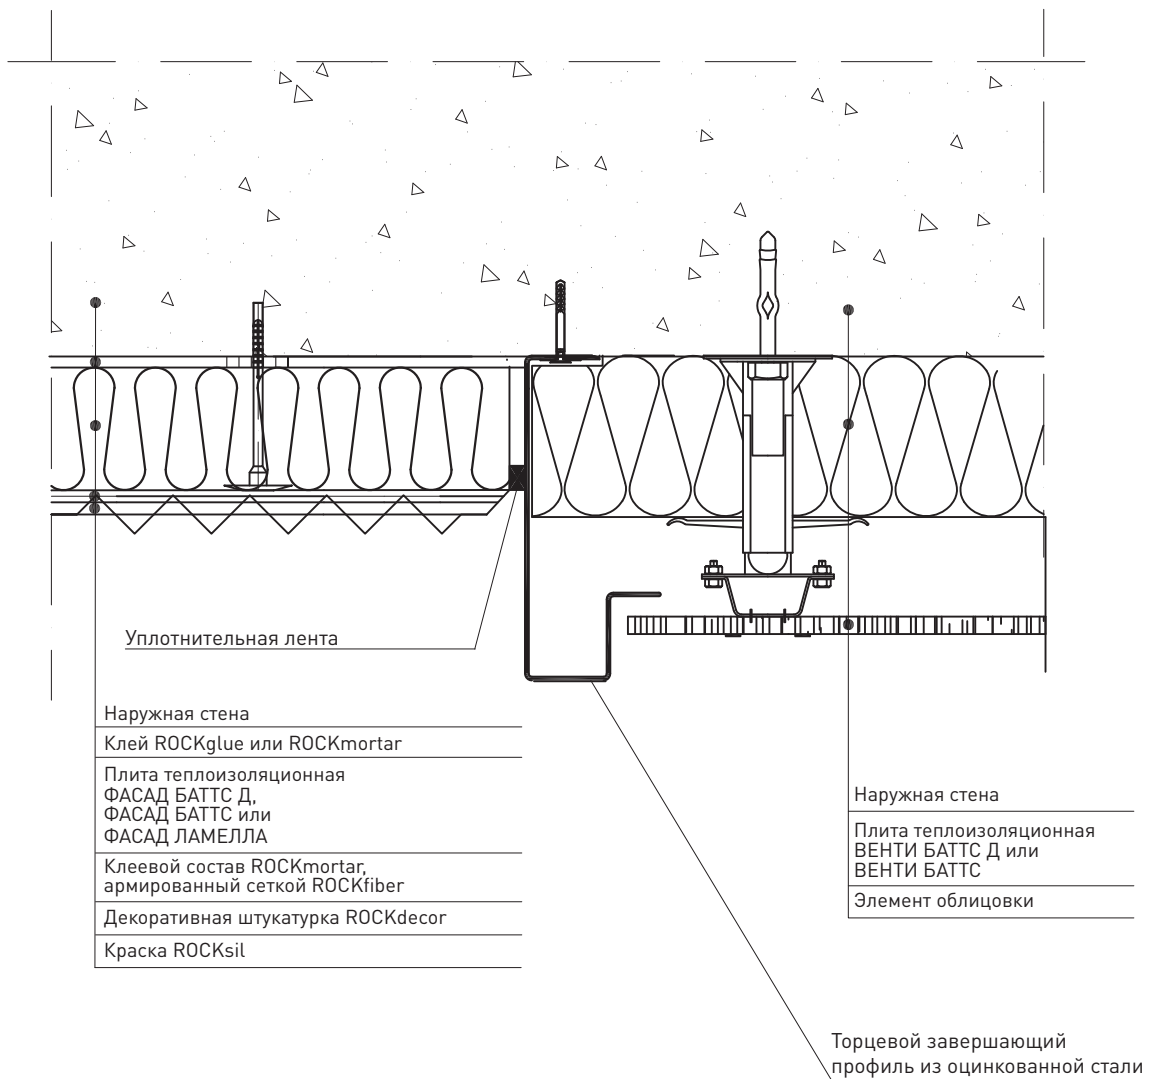 Уплотнительная лента
Наружная стена
Клей ROCKglue или ROCKmortar
Плита теплоизоляционная
ФАСАД БАТТС Д,
ФАСАД БАТТС или
ФАСАД ЛАМЕЛЛА
Клеевой состав ROCKmortar,
армированный сеткой ROCKfiber
Декоративная штукатурка ROCKdecor
Краска ROCKsil
Наружная стена
Плита теплоизоляционная
ВЕНТИ БАТТС Д или
ВЕНТИ БАТТС
Элемент облицовки
Торцевой завершающий
профиль из оцинкованной стали